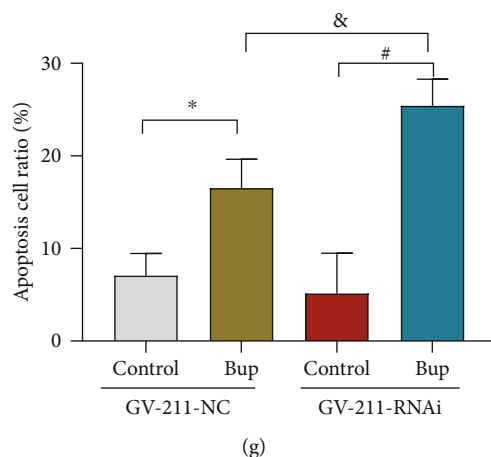 &
#
*
Apoptosis cell ratio (%)
30
20
10
0
Control Bup Control Bup
GV-211-NC GV-211-RNAi
(g)